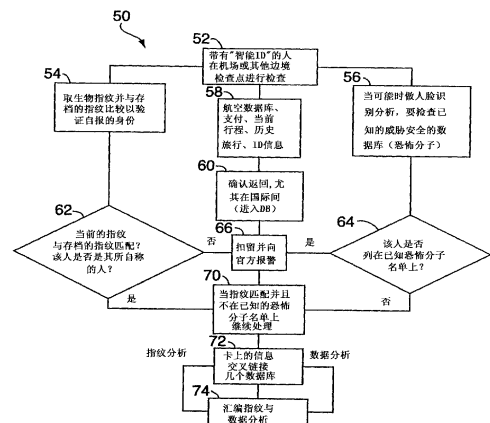 50
52
带有"智能ID"的人
在机场或其他边境
检查点进行检查
54
取生物指纹并与存
档的指纹比较以验
证自报的身份
58
航空数据库、
支付、当前
行程、历史
旅行、ID信息
56
当可能时做人脸识
别分析，要检查已
知的威胁安全的数
据库（恐怖分子）
60
确认返回,尤
其在国际间
（进入DB）
62
当前的指纹
与存档的指纹匹配？
该人是否是其所自称
的人？
否
66
扣留并向
官方报警
是
64
该人是否
列在已知恐怖分子
名单上？
是
70
当指纹匹配并且
不在已知的恐怖
分子名单上
继续处理
否
指纹分析
72
卡上的信息
交叉链接
几个数据库
数据分析
74
汇编指纹与
数据分析